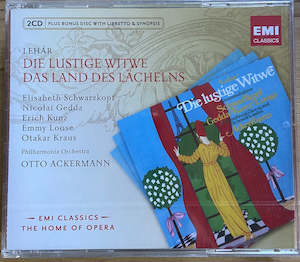 2CD PLUS BONUS DISC WITH LIBRETTO & SYNOPSIS
EMI
CLASSICS
LEHÁR
DIE LUSTIGE WITWE
DAS LAND DES LÄCHELNS
Elisabeth Schwarzkopf
Nicolai Gedda
Erich Kunz
Emmy Loose
Otakar Kraus
Philharmonia Orchestra
OTTO ACKERMANN
EMI CLASSICS
THE HOME OF OPERA
Lehár
Die lustige Witwe